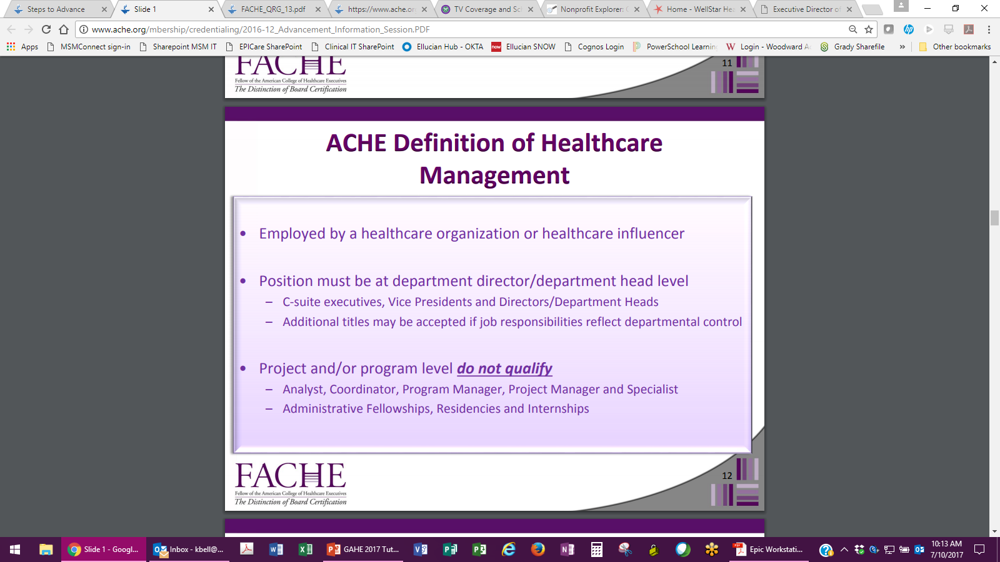 Steps to Advance
Slide 1
FACHE_QRG_13.pdf
https://www.ache.or
TV Coverage and Sc
Nonprofit Explorer:
Home - WellStar Hea
Executive Director of
www.ache.org/mbership/credentialing/2016-12_Advancement_Information_Session.PDF
Apps
MSMConnect sign-in
Sharepoint MSM IT
EPICare SharePoint
Clinical IT SharePoint
Ellucian Hub - OKTA
now
Ellucian SNOW
Cognos Login
PowerSchool Learnin
Login - Woodward A
Grady Sharefile
»
Other bookmarks
FACHE
Fellow of the American College of Healthcare Executives
The Distinction of Board Certification
11
ACHE Definition of Healthcare
Management
• Employed by a healthcare organization or healthcare influencer
• Position must be at department director/department head level
– C-suite executives, Vice Presidents and Directors/Department Heads
– Additional titles may be accepted if job responsibilities reflect departmental control
• Project and/or program level do not qualify
– Analyst, Coordinator, Program Manager, Project Manager and Specialist
– Administrative Fellowships, Residencies and Internships
FACHE
Fellow of the American College of Healthcare Executives
The Distinction of Board Certification
12
Slide 1 - Googl...
Inbox - kbell@...
GAHE 2017 Tut...
Epic Workstati...
10:13 AM
7/10/2017